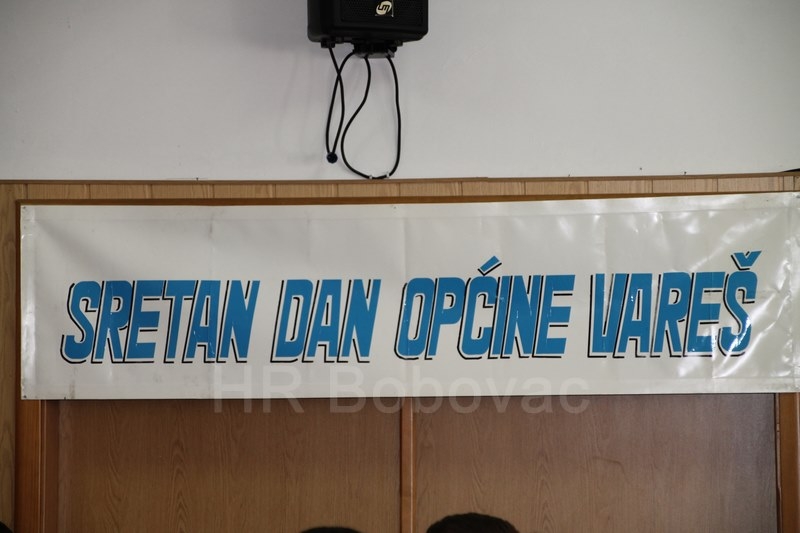 SRETAN DAN OPĆINE VAREŠ
HR Bobovac